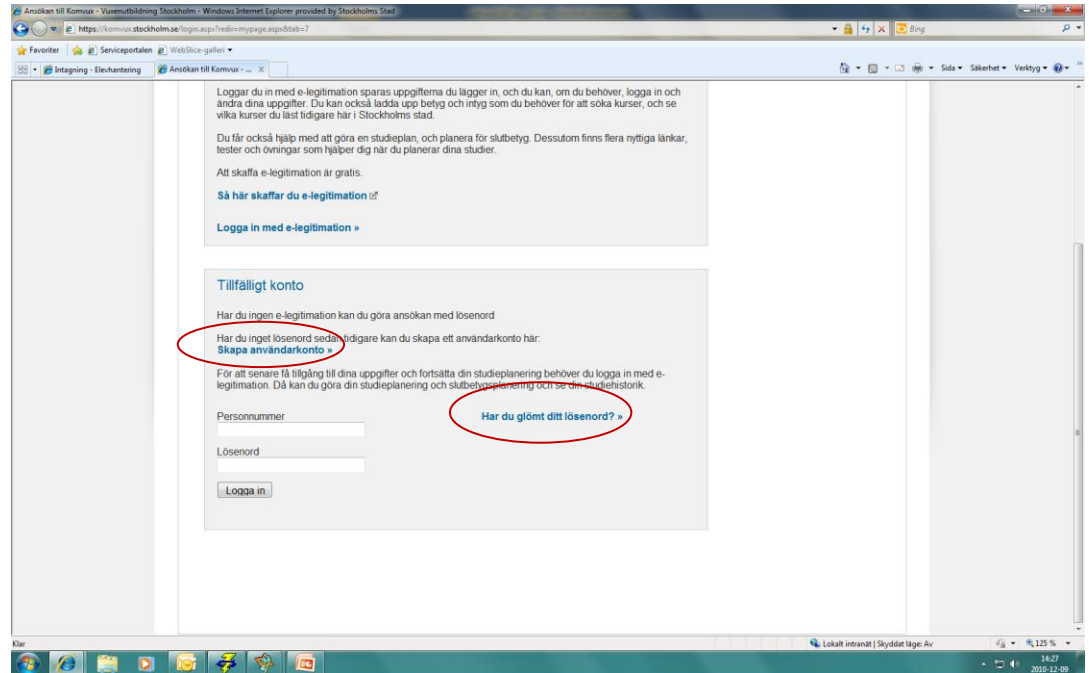 Ansökan till Komvux - Vuxenutbildning Stockholm - Windows Internet Explorer provided by Stockholms Stad
https://komvux.stockholm.se/login.aspx?redir=mypage.aspx&tab=7
Bing
Favoriter Serviceportalen WebSlice-galleri
Intagning - Elevhantering Ansökan till Komvux - ... X Sida Säkerhet Verktyg
Loggar du in med e-legitimation sparas uppgifterna du lägger in, och du kan, om du behöver, logga in och
ändra dina uppgifter. Du kan också ladda upp betyg och intyg som du behöver för att söka kurser, och se
vilka kurser du läst tidigare här i Stockholms stad.
Du får också hjälp med att göra en studieplan, och planera för slutbetyg. Dessutom finns flera nyttiga länkar,
tester och övningar som hjälper dig när du planerar dina studier.
Att skaffa e-legitimation är gratis.
Så här skaffar du e-legitimation
Logga in med e-legitimation »
Tillfälligt konto
Har du ingen e-legitimation kan du göra ansökan med lösenord
Har du inget lösenord sedan tidigare kan du skapa ett användarkonto här:
Skapa användarkonto »
För att senare få tillgång till dina uppgifter och fortsätta din studieplanering behöver du logga in med e-
legitimation. Då kan du göra din studieplanering och slutbetygsplanering och se din studiehistorik.
Personnummer Har du glömt ditt lösenord? »
Lösenord
Logga in
Klar Lokalt intranät | Skyddat läge: Av 125 %
14:27
2010-12-09